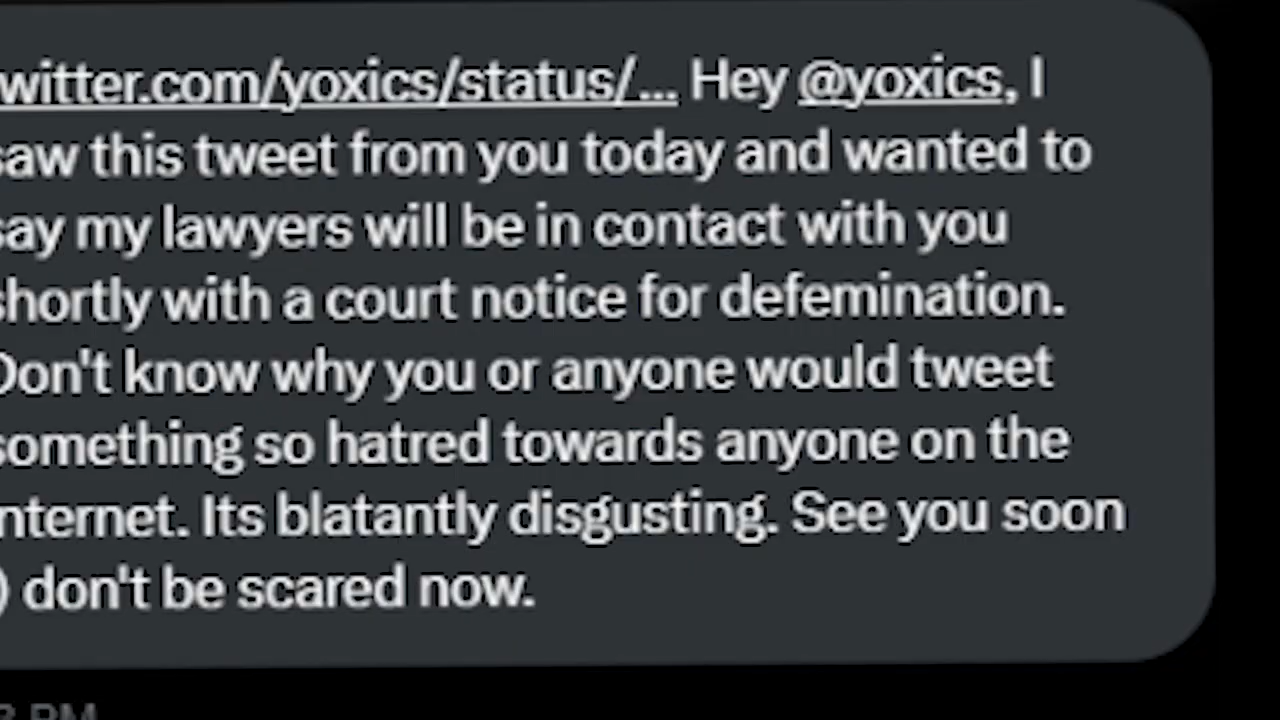 witter.com/yoxics/status/... Hey @yoxics, I
saw this tweet from you today and wanted to
say my lawyers will be in contact with you
shortly with a court notice for defemination.
Don't know why you or anyone would tweet
something so hatred towards anyone on the
nternet. Its blatantly disgusting. See you soon
) don't be scared now.
PM